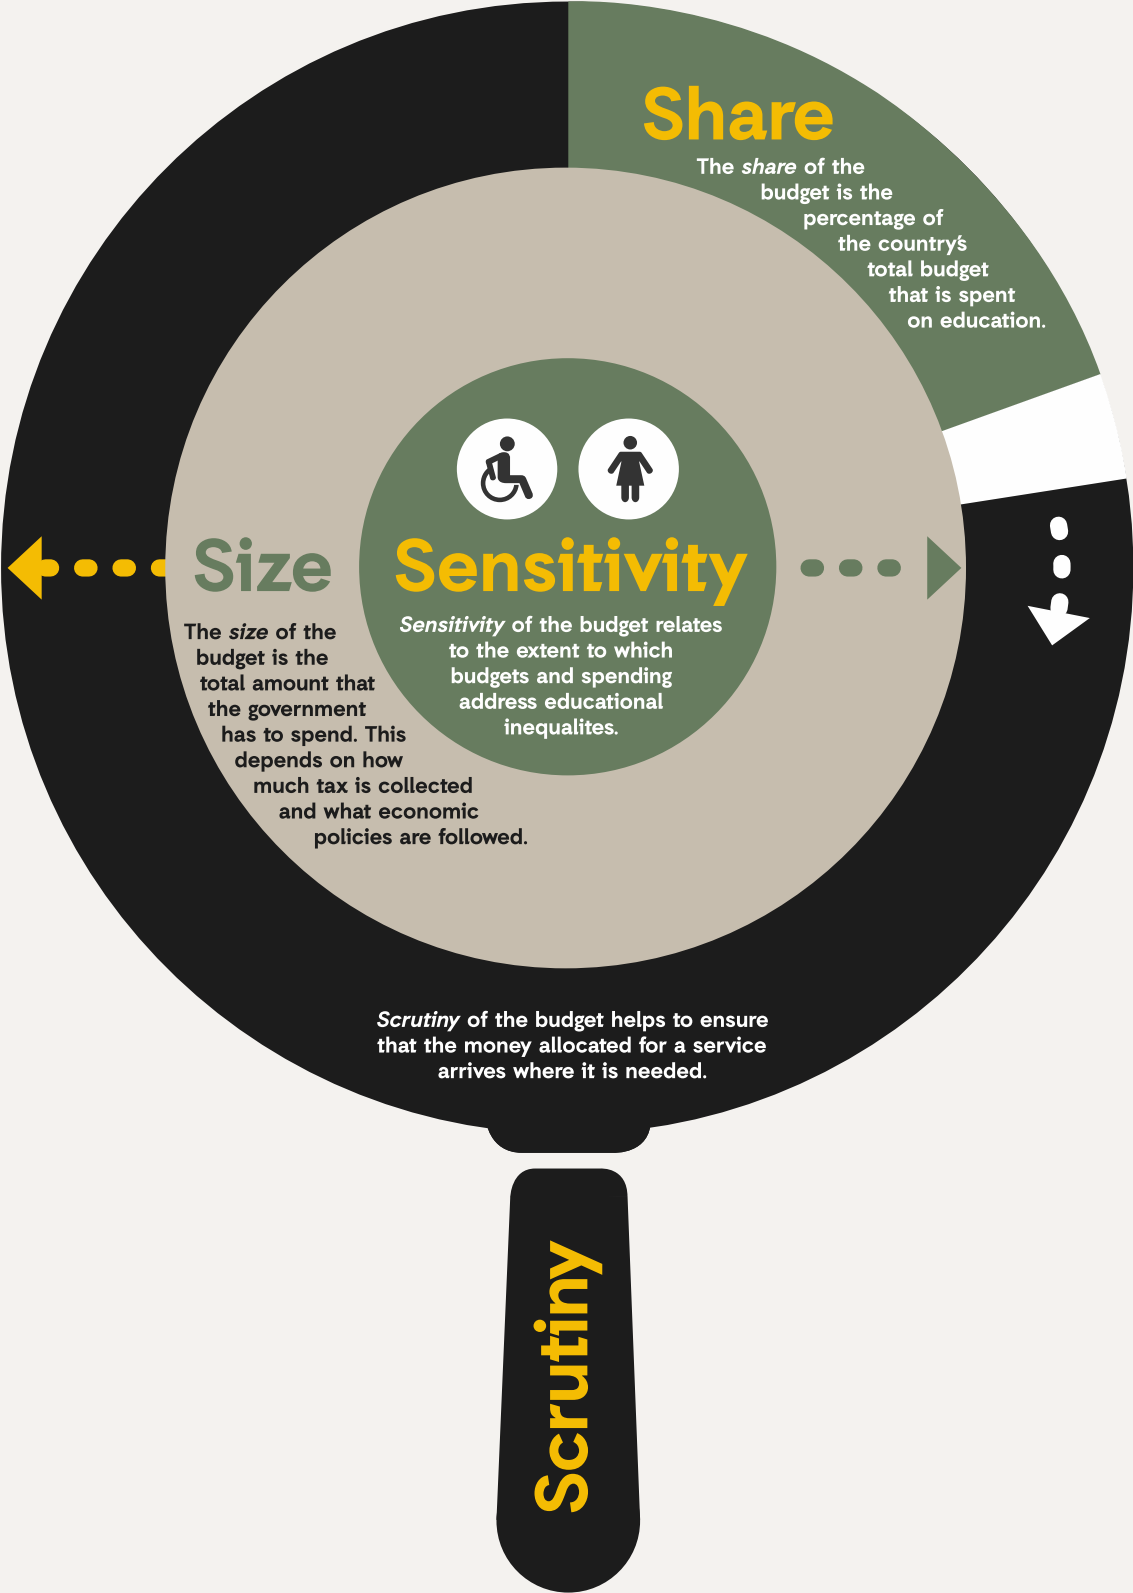 Share
The share of the
budget is the
percentage of
the country's
total budget
that is spent
on education.
Size
The size of the
budget is the
total amount that
the government
has to spend. This
depends on how
much tax is collected
and what economic
policies are followed.
Sensitivity
Sensitivity of the budget relates
to the extent to which
budgets and spending
address educational
inequalites.
Scrutiny of the budget helps to ensure
that the money allocated for a service
arrives where it is needed.
Scrutiny